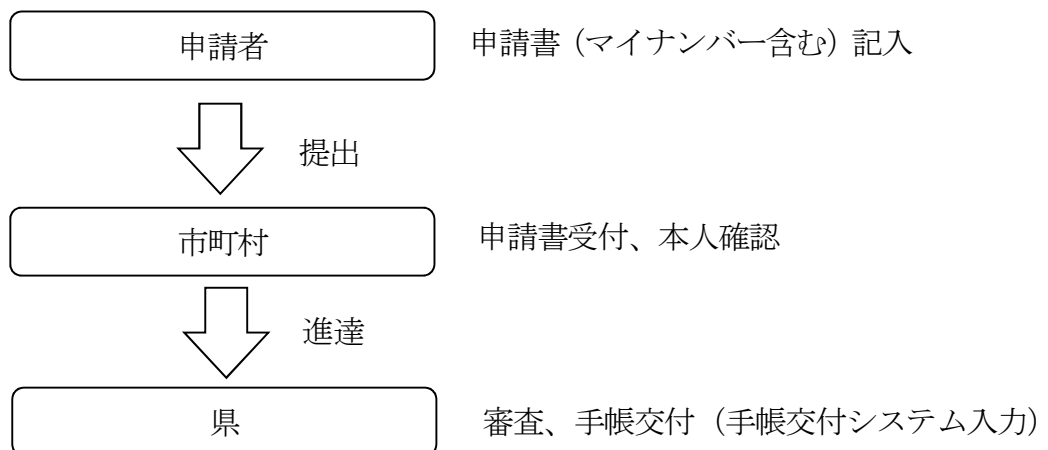 申請者
申請書（マイナンバー含む）記入
提出
市町村
申請書受付、本人確認
進達
県
審査、手帳交付（手帳交付システム入力）